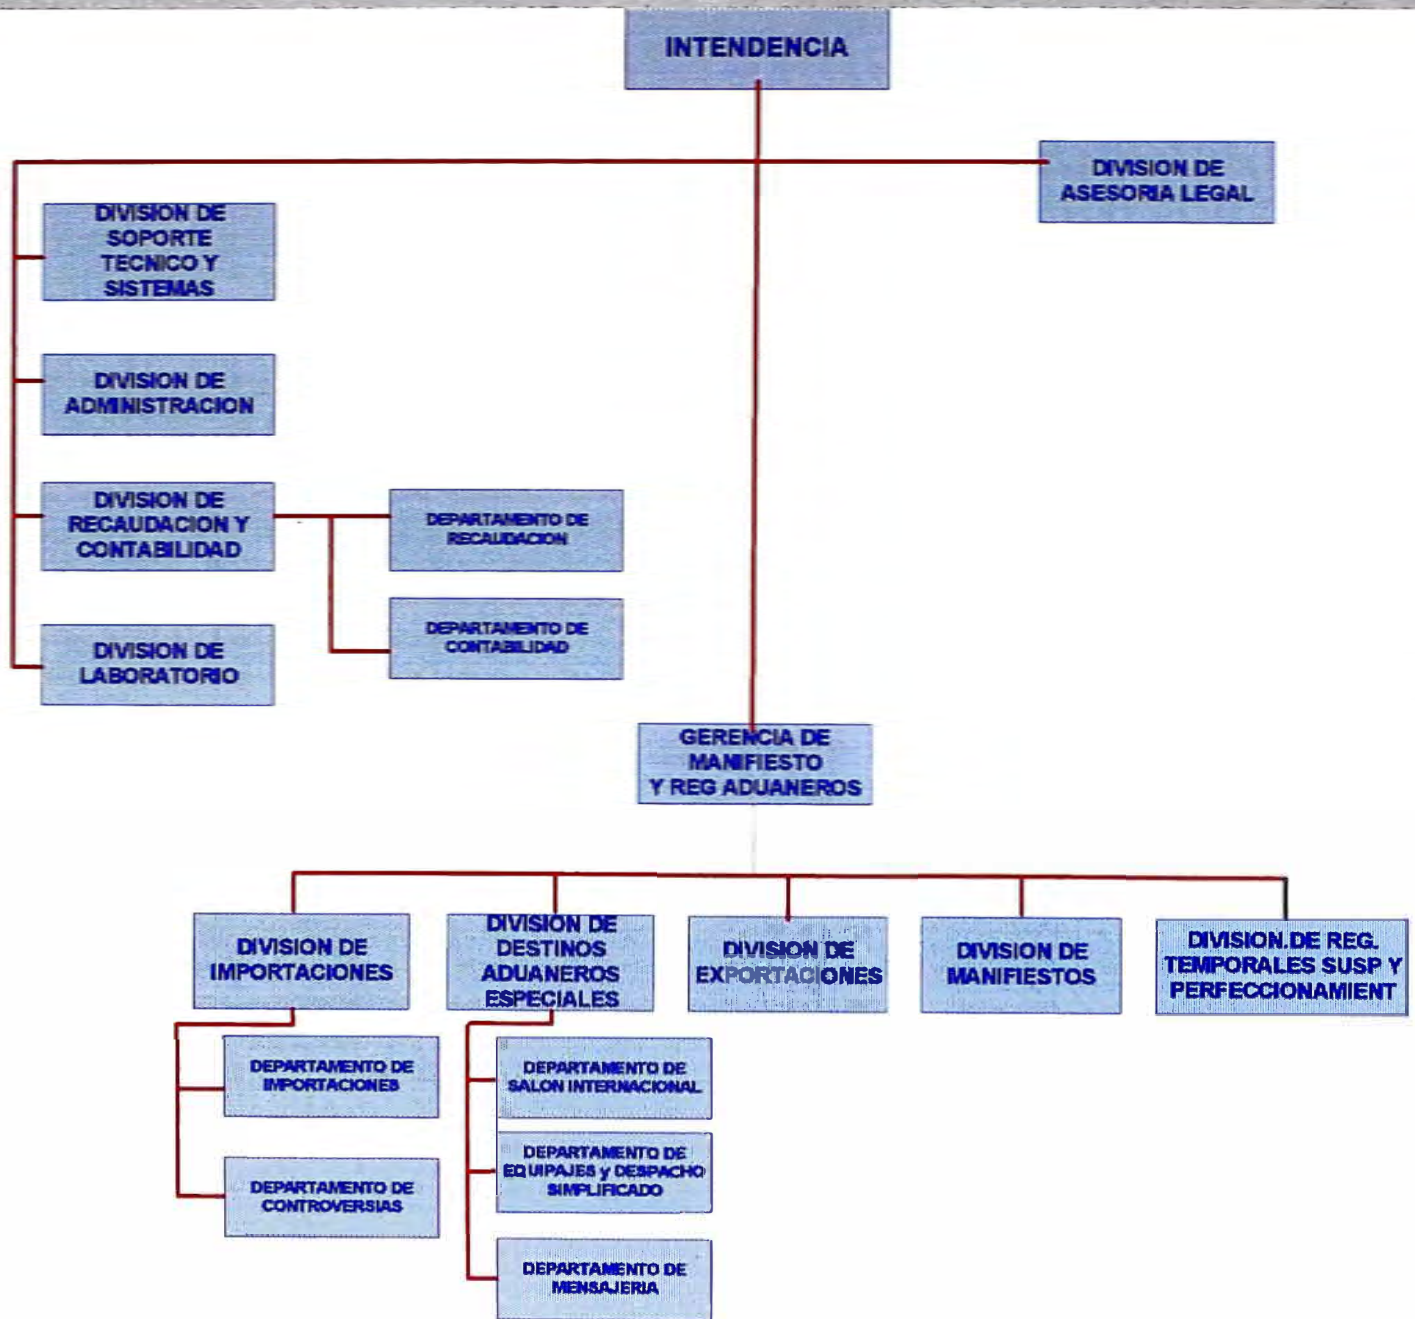 INTENDENCIA
DIVISION DE
ASESORIA LEGAL
DIVISION DE
SOPORTE
TECNICO Y
SISTEMAS
DIVISION DE
ADMINISTRACION
DIVISION DE
RECAUDACION Y
CONTABILIDAD
DEPARTAMENTO DE
RECAUDACION
DEPARTAMENTO DE
CONTABILIDAD
DIVISION DE
LABORATORIO
GERENCIA DE
MANIFIESTO
Y REG ADUANEROS
DIVISION DE
IMPORTACIONES
DIVISION DE
DESTINOS
ADUANEROS
ESPECIALES
DIVISION DE
EXPORTACIONES
DIVISION DE
MANIFIESTOS
DIVISION.DE REG.
TEMPORALES SUSP Y
PERFECCIONAMIENT
DEPARTAMENTO DE
IMPORTACIONES
DEPARTAMENTO DE
CONTROVERSIAS
DEPARTAMENTO DE
SALON INTERNACIONAL
DEPARTAMENTO DE
EQUIPAJES y DESPACHO
SIMPLIFICADO
DEPARTAMENTO DE
MENSAJERIA